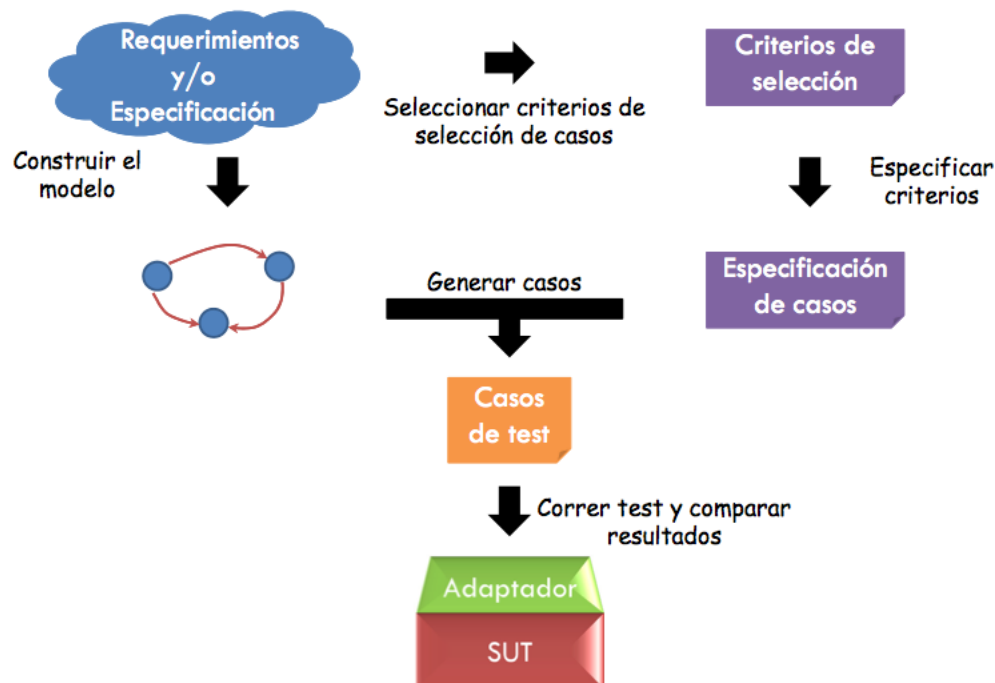 Requerimientos
y/o
Especificación
Seleccionar criterios de
selección de casos
Criterios de
selección
Construir el
modelo
Especificar
criterios
Generar casos
Especificación
de casos
Casos
de test
Correr test y comparar
resultados
Adaptador
SUT